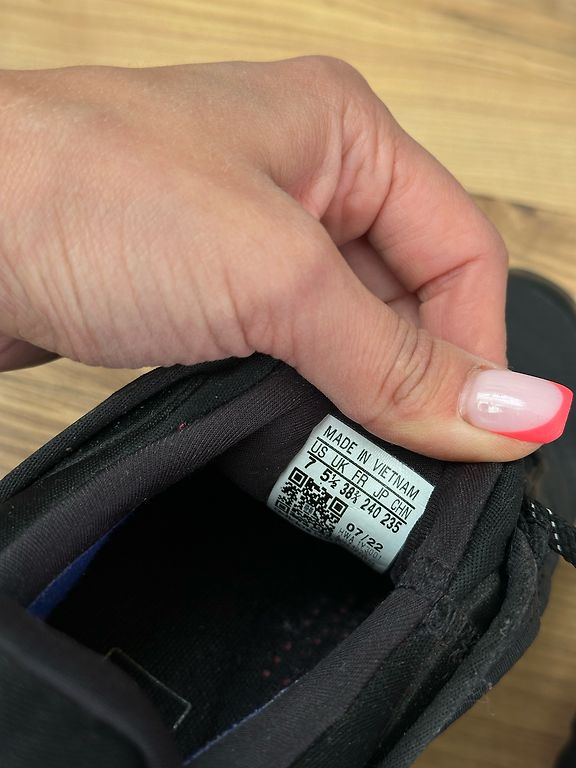 MADE IN VIETNAM
US UK FR JP CHN
7 5½ 38⅔ 240 235
07/22